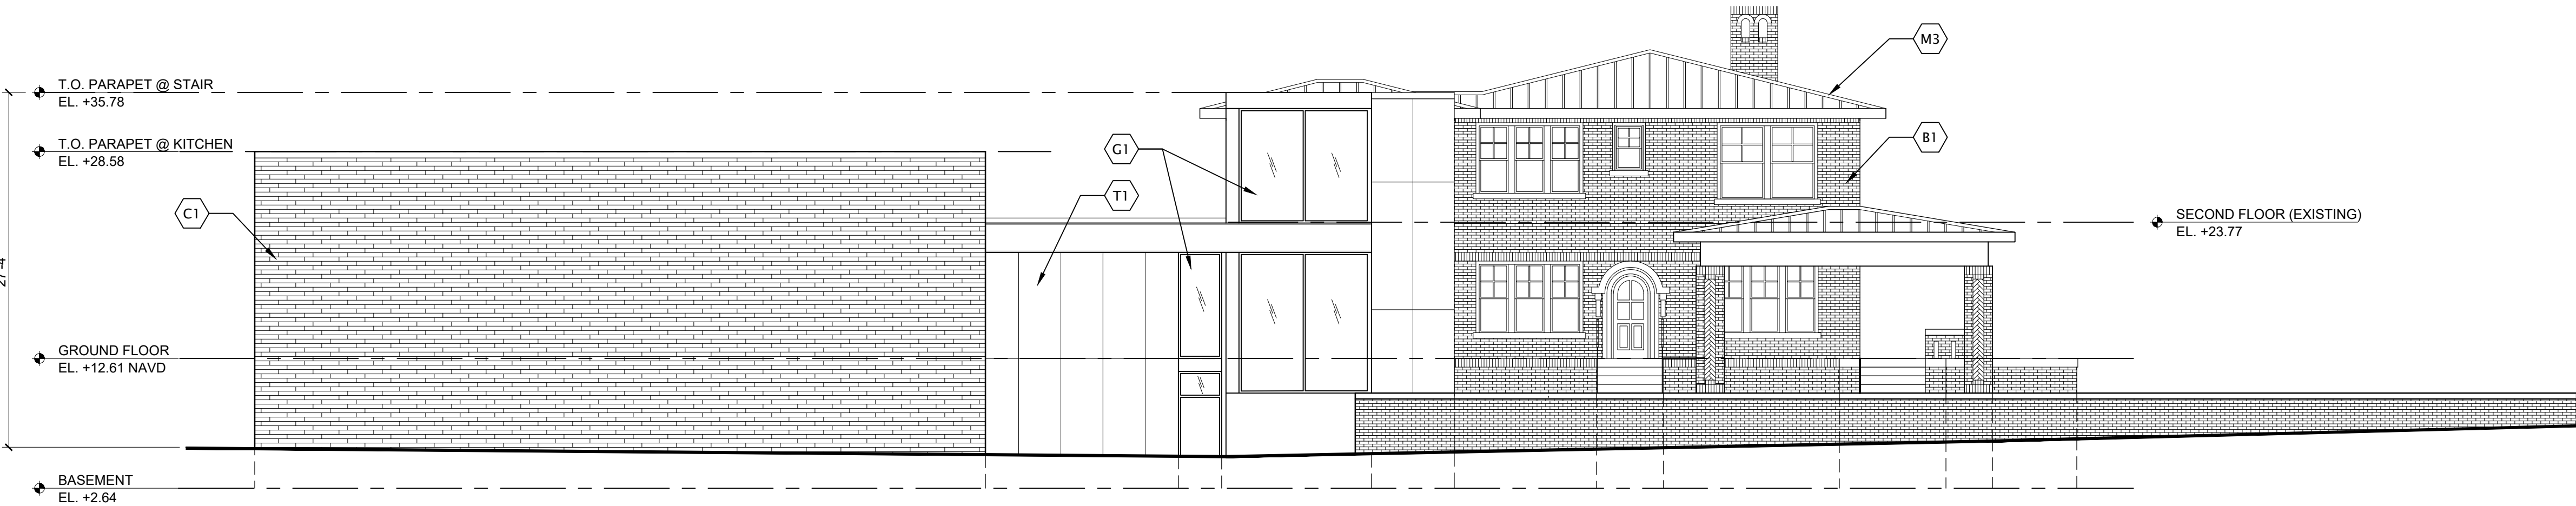 M3
T.O. PARAPET @ STAIR
EL. +35.78
T.O. PARAPET @ KITCHEN
EL. +28.58
G1
B1
T1
C1
SECOND FLOOR (EXISTING)
EL. +23.77
GROUND FLOOR
EL. +12.61 NAVD
BASEMENT
EL. +2.64